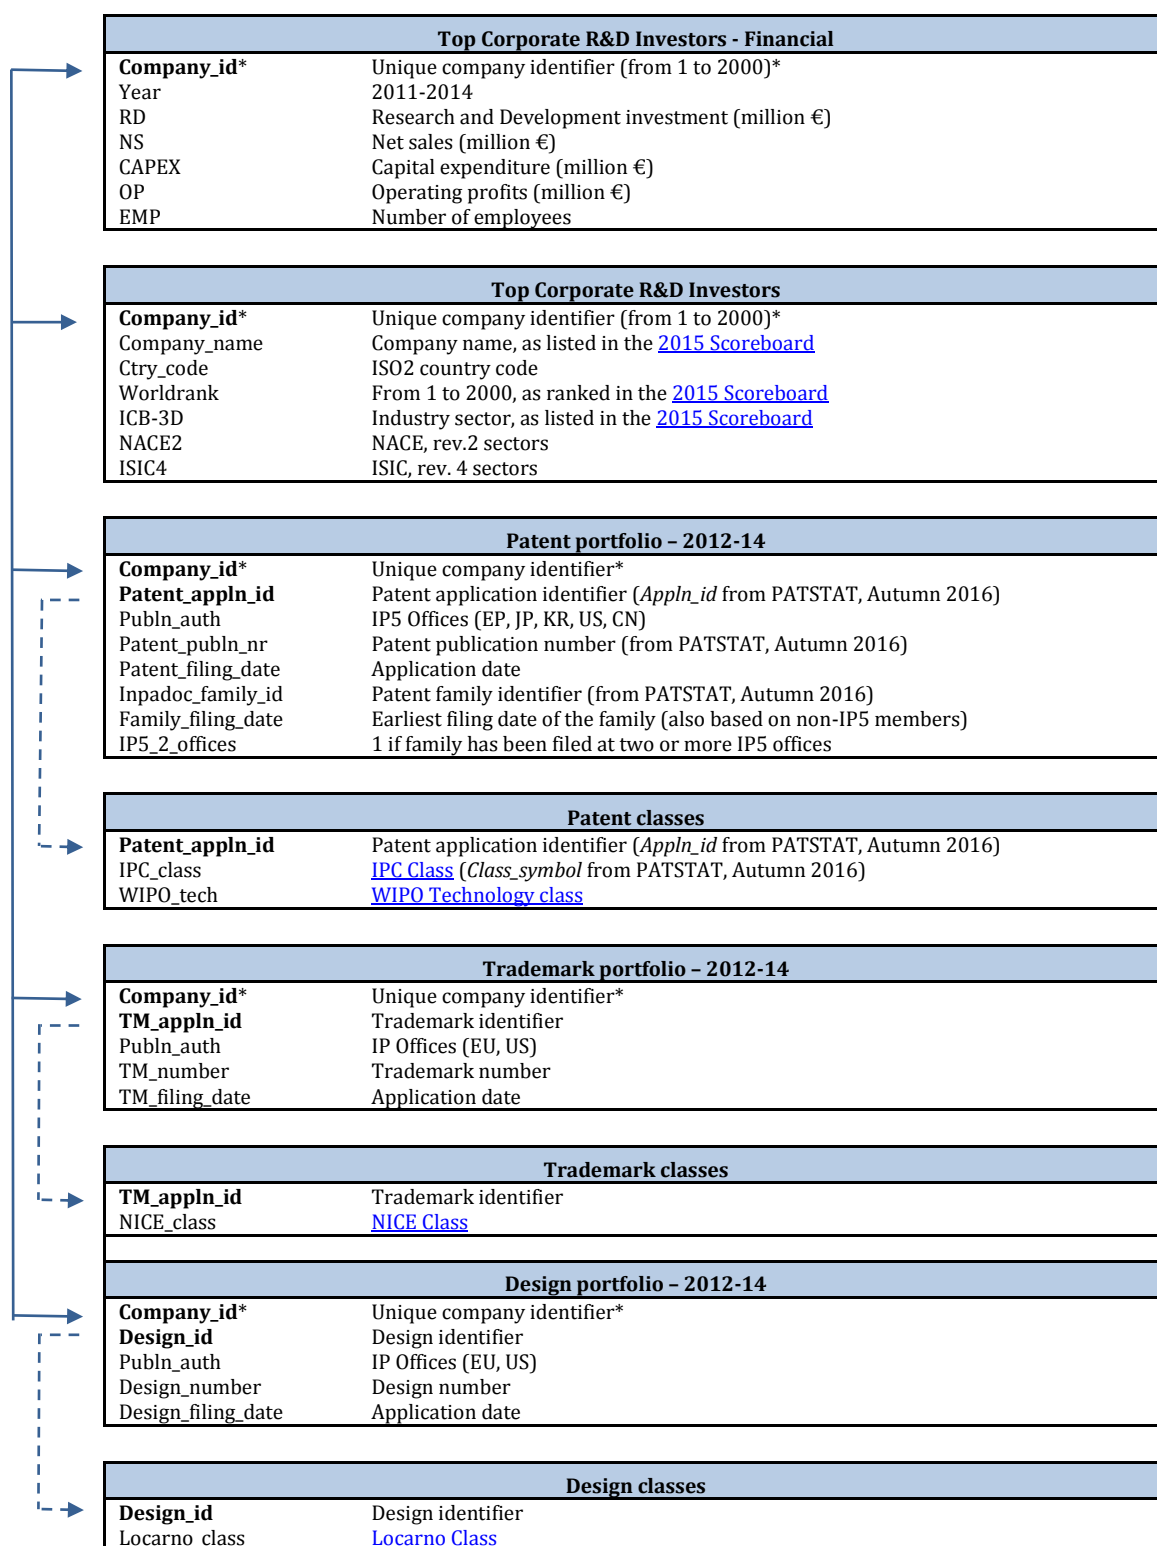 Top Corporate R&D Investors - Financial
Company_id* Unique company identifier (from 1 to 2000)*
Year 2011-2014
RD Research and Development investment (million €)
NS Net sales (million €)
CAPEX Capital expenditure (million €)
OP Operating profits (million €)
EMP Number of employees
Top Corporate R&D Investors
Company_id* Unique company identifier (from 1 to 2000)*
Company_name Company name, as listed in the 2015 Scoreboard
Ctry_code ISO2 country code
Worldrank From 1 to 2000, as ranked in the 2015 Scoreboard
ICB-3D Industry sector, as listed in the 2015 Scoreboard
NACE2 NACE, rev.2 sectors
ISIC4 ISIC, rev. 4 sectors
Patent portfolio – 2012-14
Company_id* Unique company identifier*
Patent_appln_id Patent application identifier (Appln_id from PATSTAT, Autumn 2016)
Publn_auth IP5 Offices (EP, JP, KR, US, CN)
Patent_publn_nr Patent publication number (from PATSTAT, Autumn 2016)
Patent_filing_date Application date
Inpadoc_family_id Patent family identifier (from PATSTAT, Autumn 2016)
Family_filing_date Earliest filing date of the family (also based on non-IP5 members)
IP5_2_offices 1 if family has been filed at two or more IP5 offices
Patent classes
Patent_appln_id Patent application identifier (Appln_id from PATSTAT, Autumn 2016)
IPC_class IPC Class (Class_symbol from PATSTAT, Autumn 2016)
WIPO_tech WIPO Technology class
Trademark portfolio – 2012-14
Company_id* Unique company identifier*
TM_appln_id Trademark identifier
Publn_auth IP Offices (EU, US)
TM_number Trademark number
TM_filing_date Application date
Trademark classes
TM_appln_id Trademark identifier
NICE_class NICE Class
Design portfolio – 2012-14
Company_id* Unique company identifier*
Design_id Design identifier
Publn_auth IP Offices (EU, US)
Design_number Design number
Design_filing_date Application date
Design classes
Design_id Design identifier
Locarno_class Locarno Class